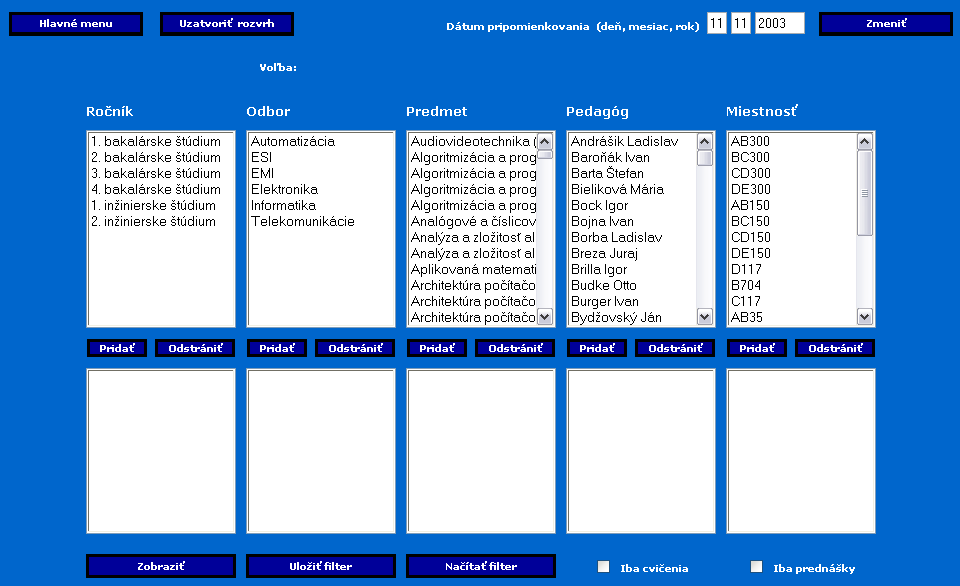 Hlavné menu Uzatvoriť rozvrh Dátum pripomienkovania (deň, mesiac, rok) 11 11 2003 Zmeniť
Voľba:
Ročník Odbor Predmet Pedagóg Miestnosť
1. bakalárske štúdium Automatizácia Audiovideotechnika ( Andrášik Ladislav AB300
2. bakalárske štúdium ESI Algoritmizácia a prog Baroňák Ivan BC300
3. bakalárske štúdium EMI Algoritmizácia a prog Barta Štefan CD300
4. bakalárske štúdium Elektronika Algoritmizácia a prog Bieliková Mária DE300
1. inžinierske štúdium Informatika Algoritmizácia a prog Bock Igor AB150
2. inžinierske štúdium Telekomunikácie Analógové a číslicov Bojna Ivan BC150
Analýza a zložitosť al Borba Ladislav CD150
Analýza a zložitosť al Breza Juraj DE150
Aplikovaná matemati Brilla Igor D117
Architektúra počítačo Budke Otto B704
Architektúra počítačo Burger Ivan C117
Architektúra počítačo Bydžovský Ján AB35
Pridať Odstrániť Pridať Odstrániť Pridať Odstrániť Pridať Odstrániť Pridať Odstrániť
Zobraziť Uložiť filter Načítať filter Iba cvičenia Iba prednášky